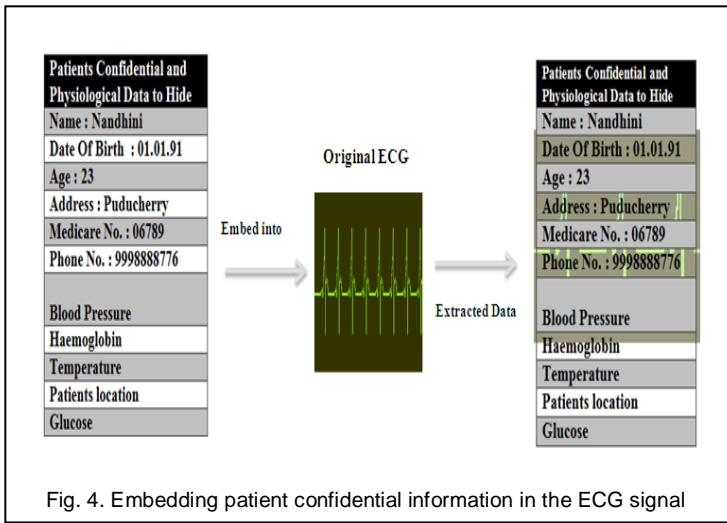 Patients Confidential and
Physiological Data to Hide
Name : Nandhini
Date Of Birth : 01.01.91
Age : 23
Address : Puducherry
Medicare No. : 06789
Phone No. : 9998888776
Blood Pressure
Haemoglobin
Temperature
Patients location
Glucose
Embed into
Original ECG
Extracted Data
Patients Confidential and
Physiological Data to Hide
Name : Nandhini
Date Of Birth : 01.01.91
Age : 23
Address : Puducherry
Medicare No. : 06789
Phone No. : 9998888776
Blood Pressure
Haemoglobin
Temperature
Patients location
Glucose
Fig. 4. Embedding patient confidential information in the ECG signal